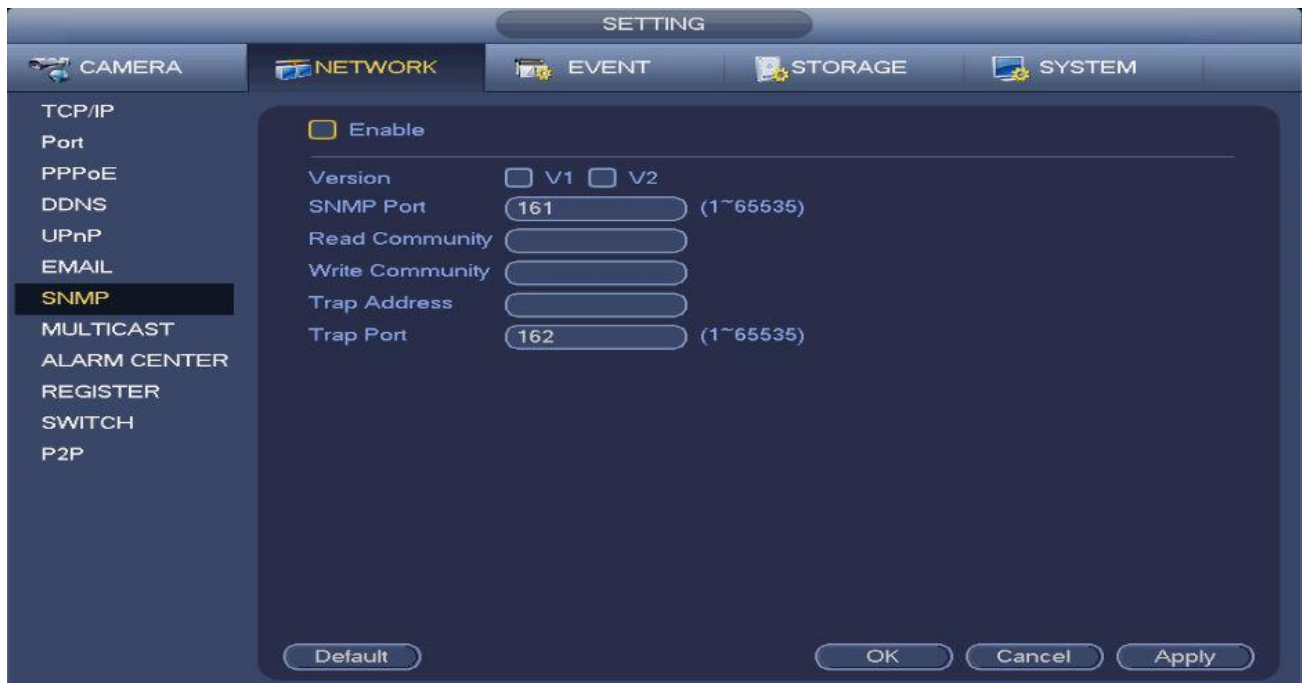 SETTING
CAMERA NETWORK EVENT STORAGE SYSTEM
TCP/IP
Port
PPPoE
DDNS
UPnP
EMAIL
SNMP
MULTICAST
ALARM CENTER
REGISTER
SWITCH
P2P
Enable
Version V1 V2
SNMP Port 161 (1~65535)
Read Community
Write Community
Trap Address
Trap Port 162 (1~65535)
Default OK Cancel Apply